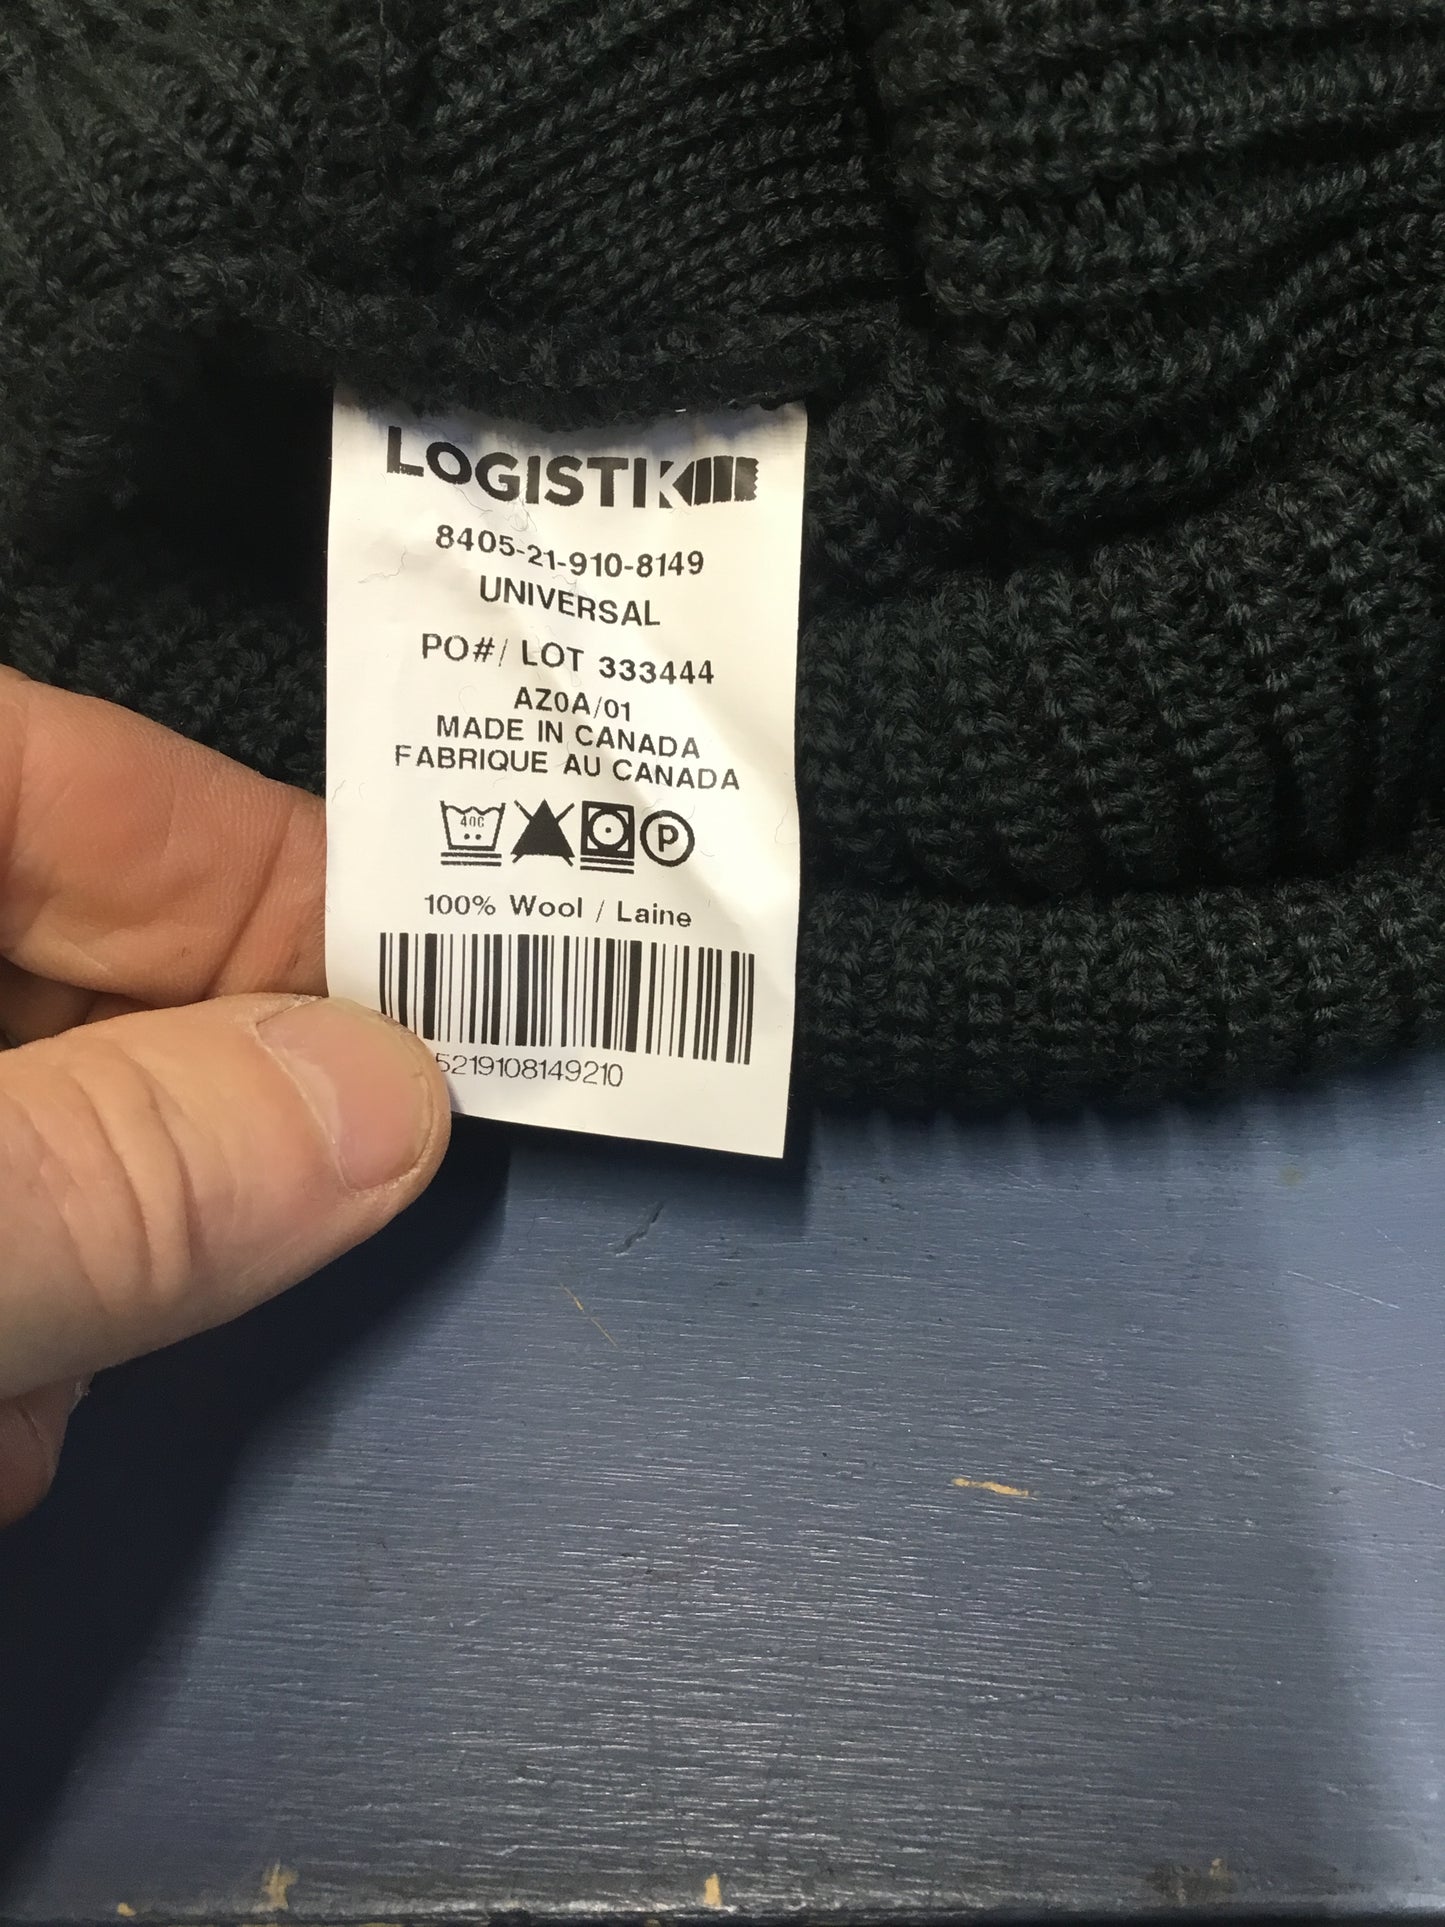 LOGISTIK
8405-21-910-8149
UNIVERSAL
PO#/ LOT 333444
AZ0A/01
MADE IN CANADA
FABRIQUE AU CANADA
40C P
100% Wool / Laine
5219108149210